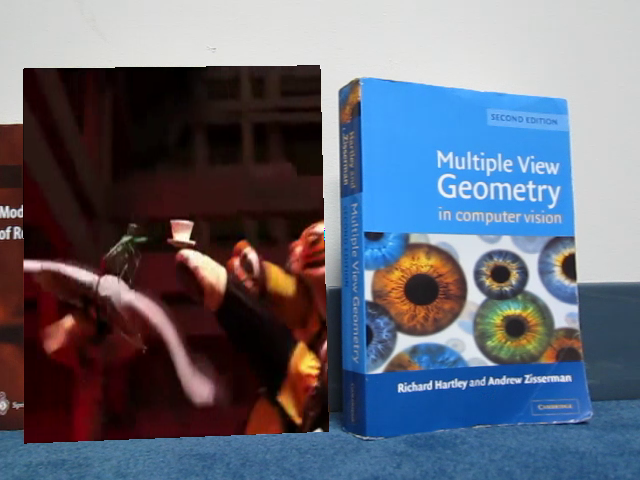 Mod
of R
SECOND EDITION
Multiple View
Geometry
in computer vision
Richard Hartley and Andrew Zisserman
CAMBRIDGE
Hartley and
Zisserman
Multiple View Geometry